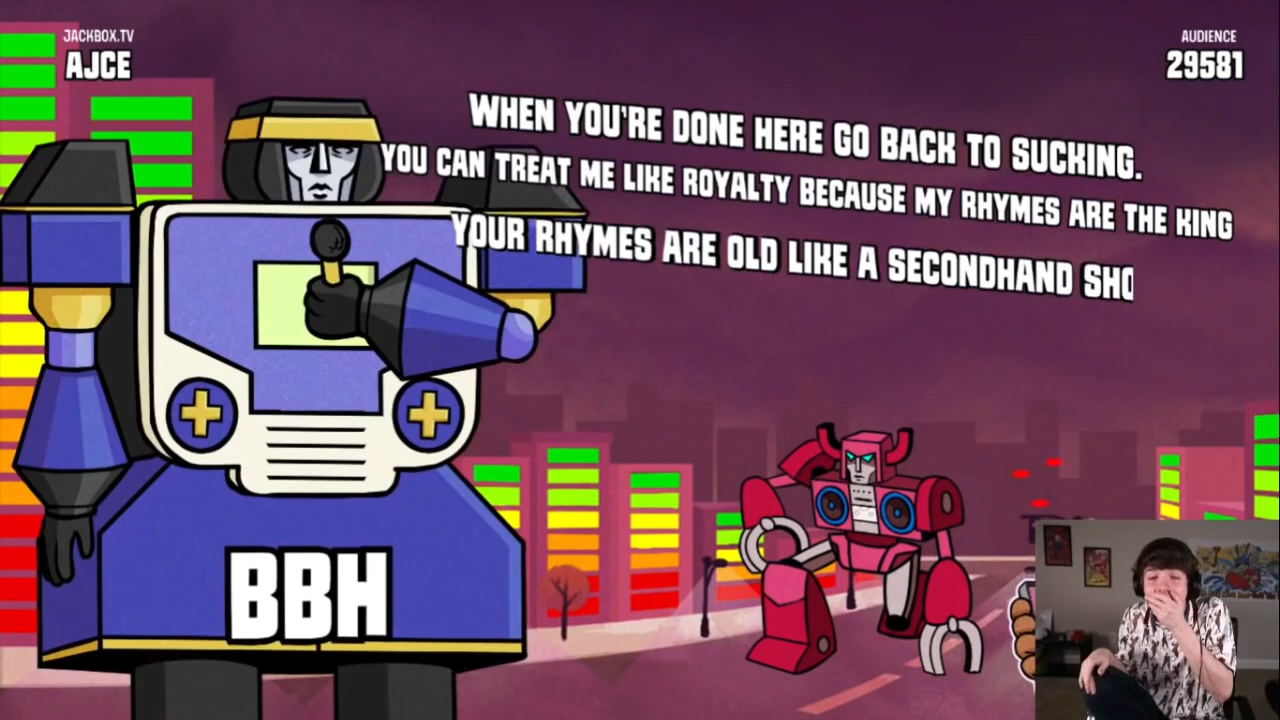 JACKBOX.TV
AJCE
AUDIENCE
29581
WHEN YOU'RE DONE HERE GO BACK TO SUCKING.
YOU CAN TREAT ME LIKE ROYALTY BECAUSE MY RHYMES ARE THE KING
YOUR RHYMES ARE OLD LIKE A SECONDHAND
BBH